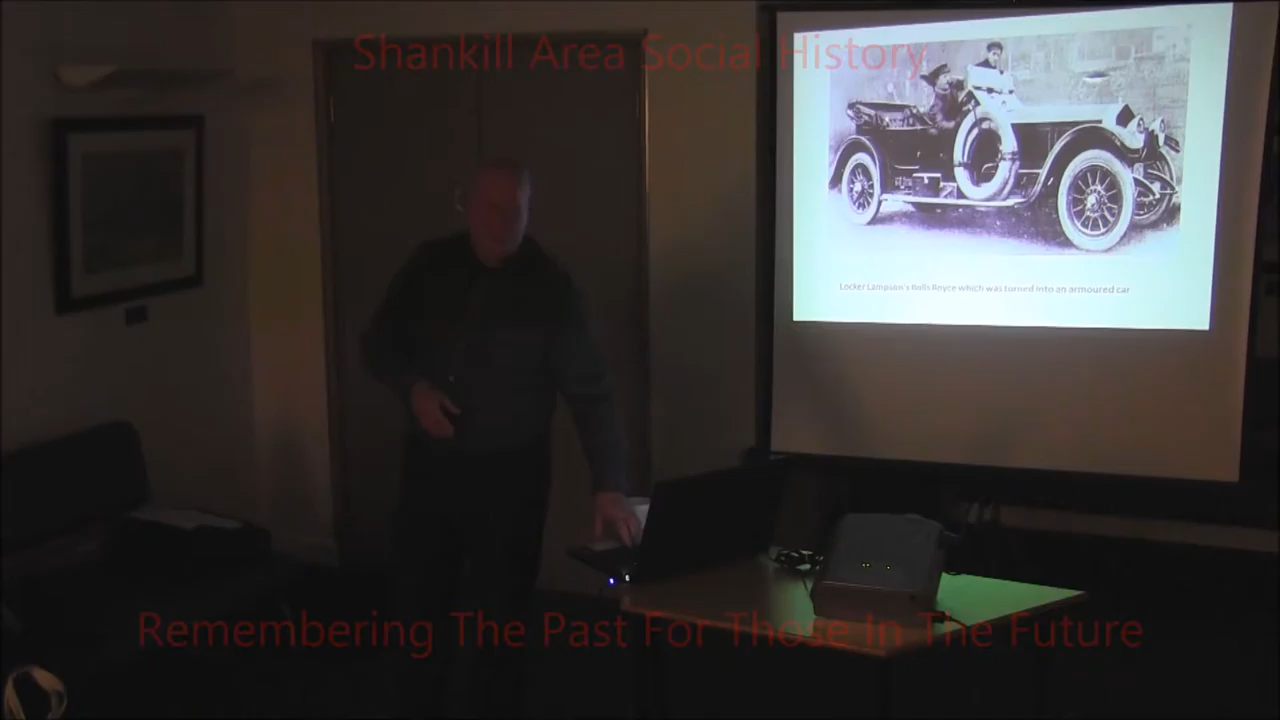 Shankill Area Social History
Locker Lampson's Rolls Royce which was turned into an armoured car
Remembering The Past For Those In The Future